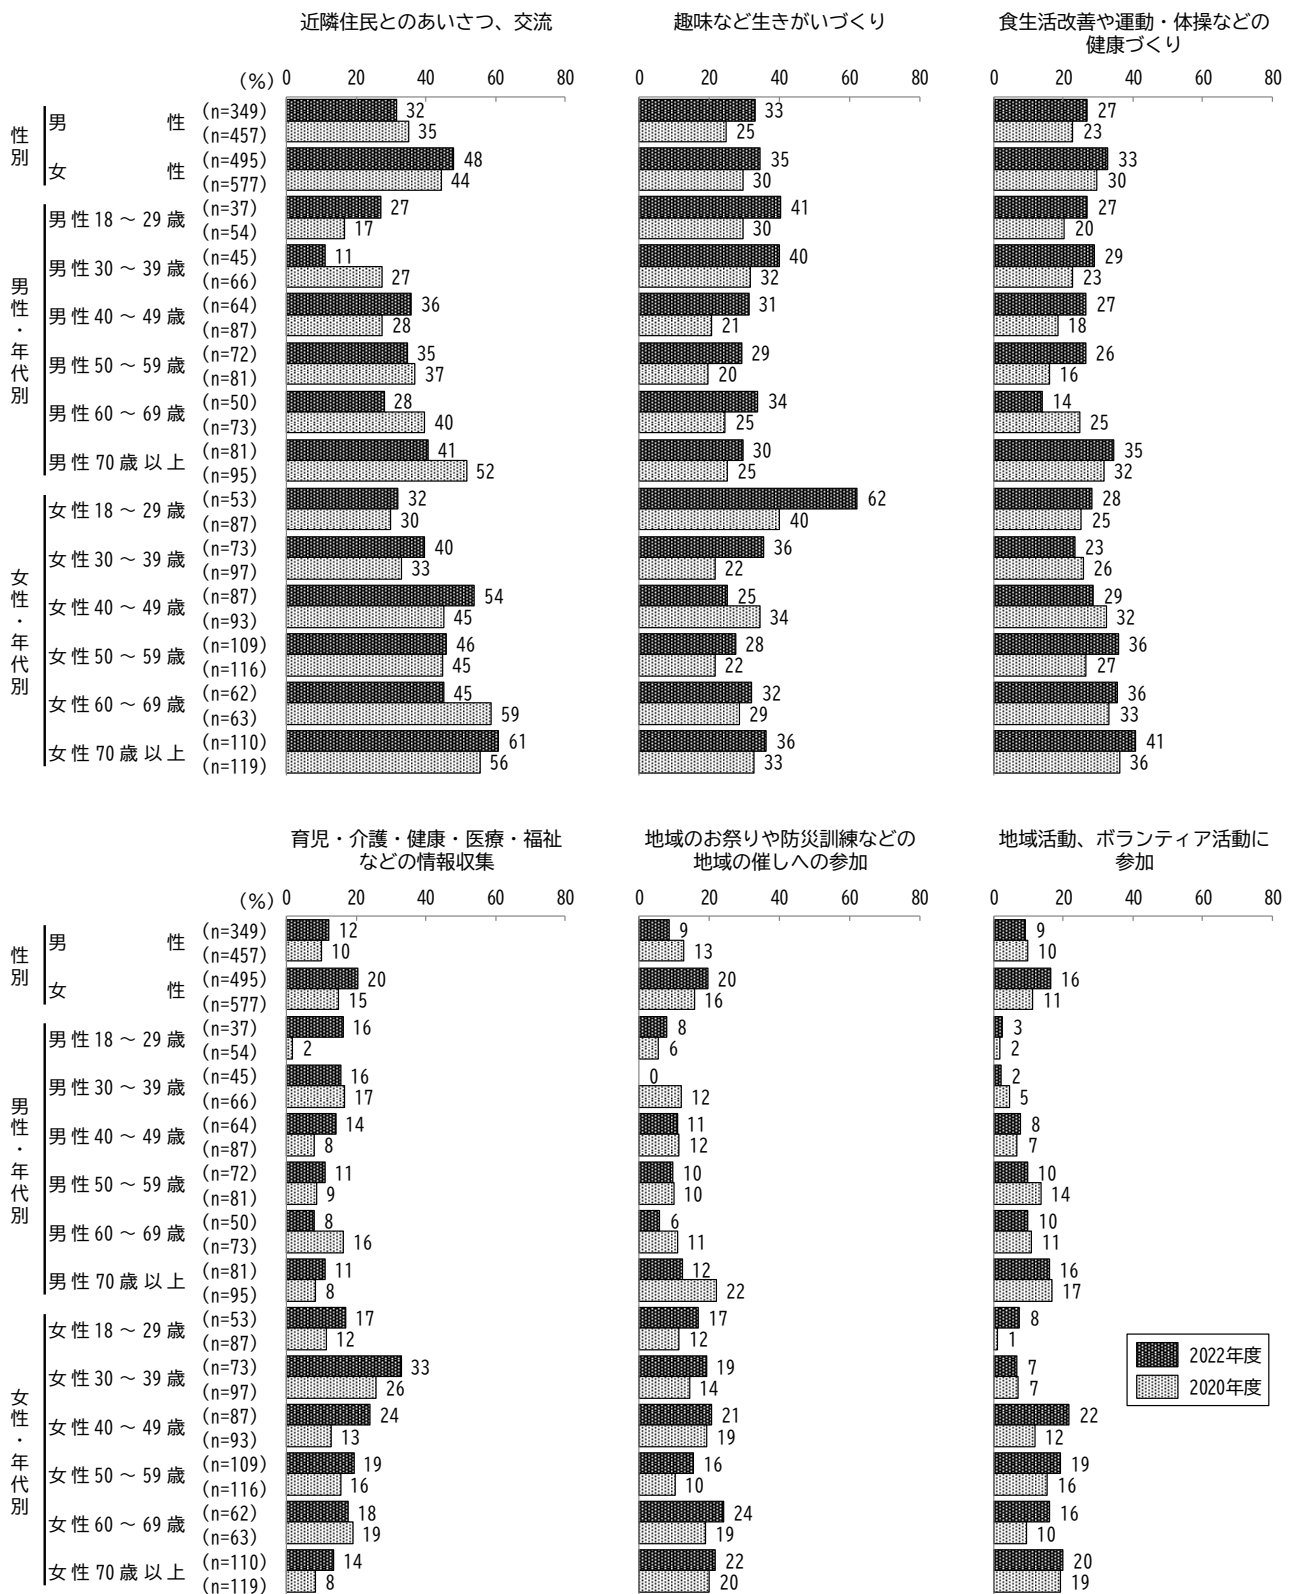 近隣住民とのあいさつ、交流
趣味など生きがいづくり
食生活改善や運動・体操などの
健康づくり
(%) 0 20 40 60 80
0 20 40 60 80
0 20 40 60 80
性別
男性 (n=349) 32 33 27
(n=457) 35 25 23
女性 (n=495) 48 35 33
(n=577) 44 30 30
男性・年代別
男性18～29歳 (n=37) 27 41 27
(n=54) 17 30 20
男性30～39歳 (n=45) 11 40 29
(n=66) 27 32 23
男性40～49歳 (n=64) 36 31 27
(n=87) 28 21 18
男性50～59歳 (n=72) 35 29 26
(n=81) 37 20 16
男性60～69歳 (n=50) 28 34 14
(n=73) 40 25 25
男性70歳以上 (n=81) 41 30 35
(n=95) 52 25 32
女性・年代別
女性18～29歳 (n=53) 32 62 28
(n=87) 30 40 25
女性30～39歳 (n=73) 40 36 23
(n=97) 33 22 26
女性40～49歳 (n=87) 54 25 29
(n=93) 45 34 32
女性50～59歳 (n=109) 46 28 36
(n=116) 45 22 27
女性60～69歳 (n=62) 45 32 36
(n=63) 59 29 33
女性70歳以上 (n=110) 61 36 41
(n=119) 56 33 36
育児・介護・健康・医療・福祉
などの情報収集
地域のお祭りや防災訓練などの
地域の催しへの参加
地域活動、ボランティア活動に
参加
(%) 0 20 40 60 80
0 20 40 60 80
0 20 40 60 80
性別
男性 (n=349) 12 9 9
(n=457) 10 13 10
女性 (n=495) 20 20 16
(n=577) 15 16 11
男性・年代別
男性18～29歳 (n=37) 16 8 3
(n=54) 2 6 2
男性30～39歳 (n=45) 16 0 2
(n=66) 17 12 5
男性40～49歳 (n=64) 14 11 8
(n=87) 8 12 7
男性50～59歳 (n=72) 11 10 10
(n=81) 9 10 14
男性60～69歳 (n=50) 8 6 10
(n=73) 16 11 11
男性70歳以上 (n=81) 11 12 16
(n=95) 8 22 17
女性・年代別
女性18～29歳 (n=53) 17 17 8
(n=87) 12 12 1
女性30～39歳 (n=73) 33 19 7
(n=97) 26 14 7
女性40～49歳 (n=87) 24 21 22
(n=93) 13 19 12
女性50～59歳 (n=109) 19 16 19
(n=116) 16 10 16
女性60～69歳 (n=62) 18 24 16
(n=63) 19 19 10
女性70歳以上 (n=110) 14 22 20
(n=119) 8 20 19
2022年度
2020年度